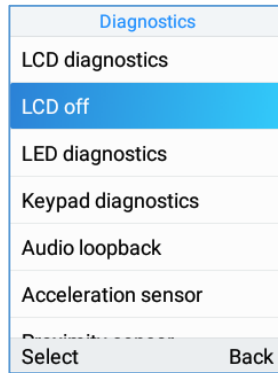 Diagnostics
LCD diagnostics
LCD off
LED diagnostics
Keypad diagnostics
Audio loopback
Acceleration sensor
Select Back